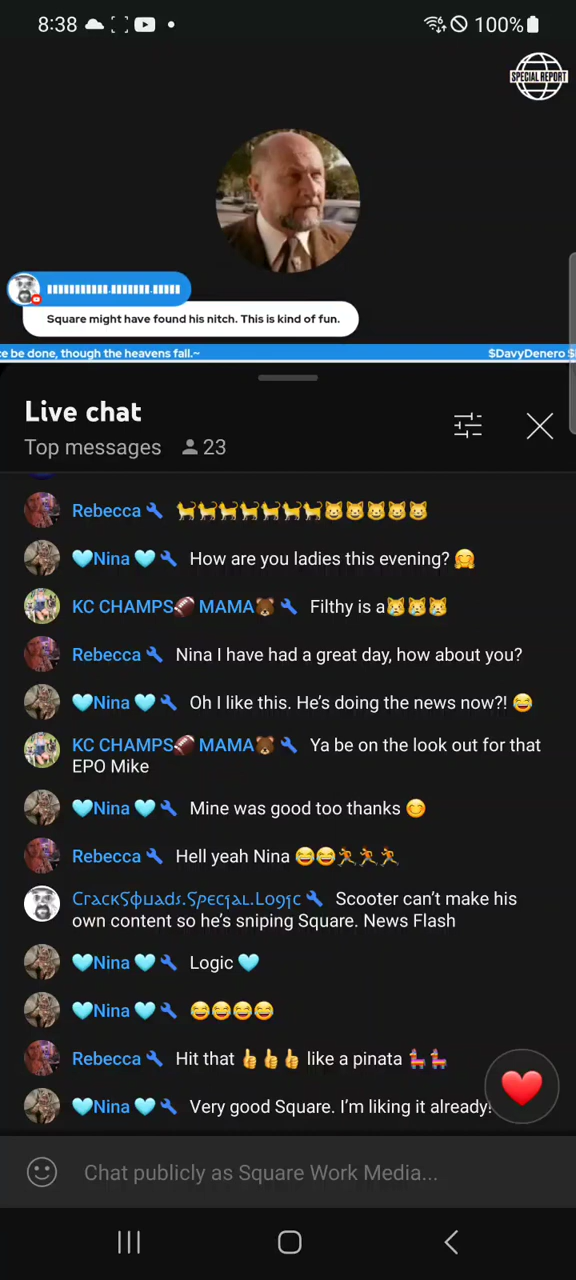 8:38
100%
SPECIAL REPORT
Square might have found his nitch. This is kind of fun.
ce be done, though the heavens fall.~ $DavyDenero $
Live chat
Top messages 23
Rebecca 🔧 🐈🐈🐈🐈🐈🐈🐈😺😺😺😺😺
🩵Nina 🩵 🔧 How are you ladies this evening? 🤗
KC CHAMPS🏈 MAMA🐻 🔧 Filthy is a😿😿😿
Rebecca 🔧 Nina I have had a great day, how about you?
🩵Nina 🩵 🔧 Oh I like this. He's doing the news now?! 😂
KC CHAMPS🏈 MAMA🐻 🔧 Ya be on the look out for that
EPO Mike
🩵Nina 🩵 🔧 Mine was good too thanks 😊
Rebecca 🔧 Hell yeah Nina 😂😂🏃🏃🏃
🔧 Scooter can't make his
own content so he's sniping Square. News Flash
🩵Nina 🩵 🔧 Logic 🩵
🩵Nina 🩵 🔧 😂😂😂😂
Rebecca 🔧 Hit that 👍👍👍 like a pinata 🪅🪅
🩵Nina 🩵 🔧 Very good Square. I'm liking it already!
Chat publicly as Square Work Media...